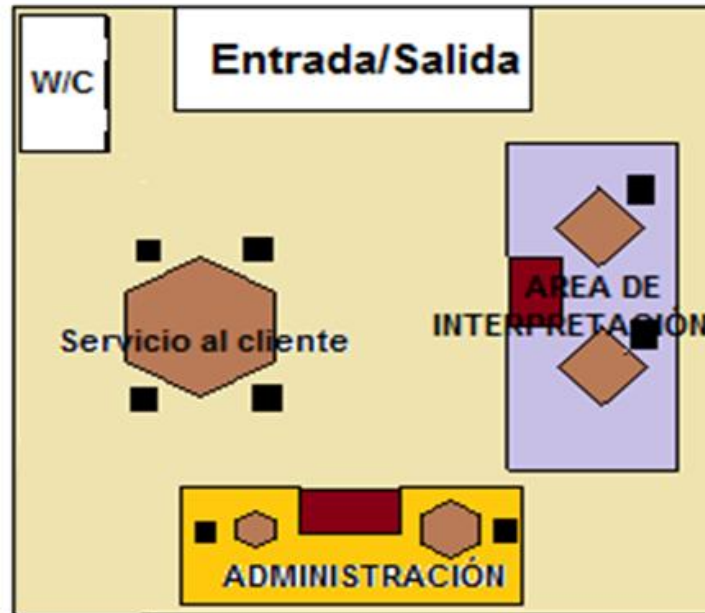 W/C
Entrada/Salida
AREA DE
INTERPRETACIÓN
Servicio al cliente
ADMINISTRACIÓN